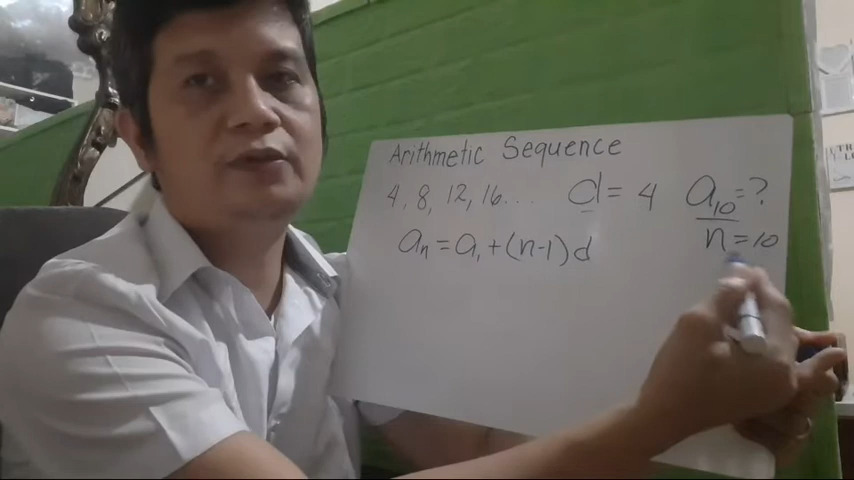 Arithmetic Sequence
4, 8, 12, 16... d = 4 a₁₀ = ?
aₙ = a₁ + (n-1)d n = 10